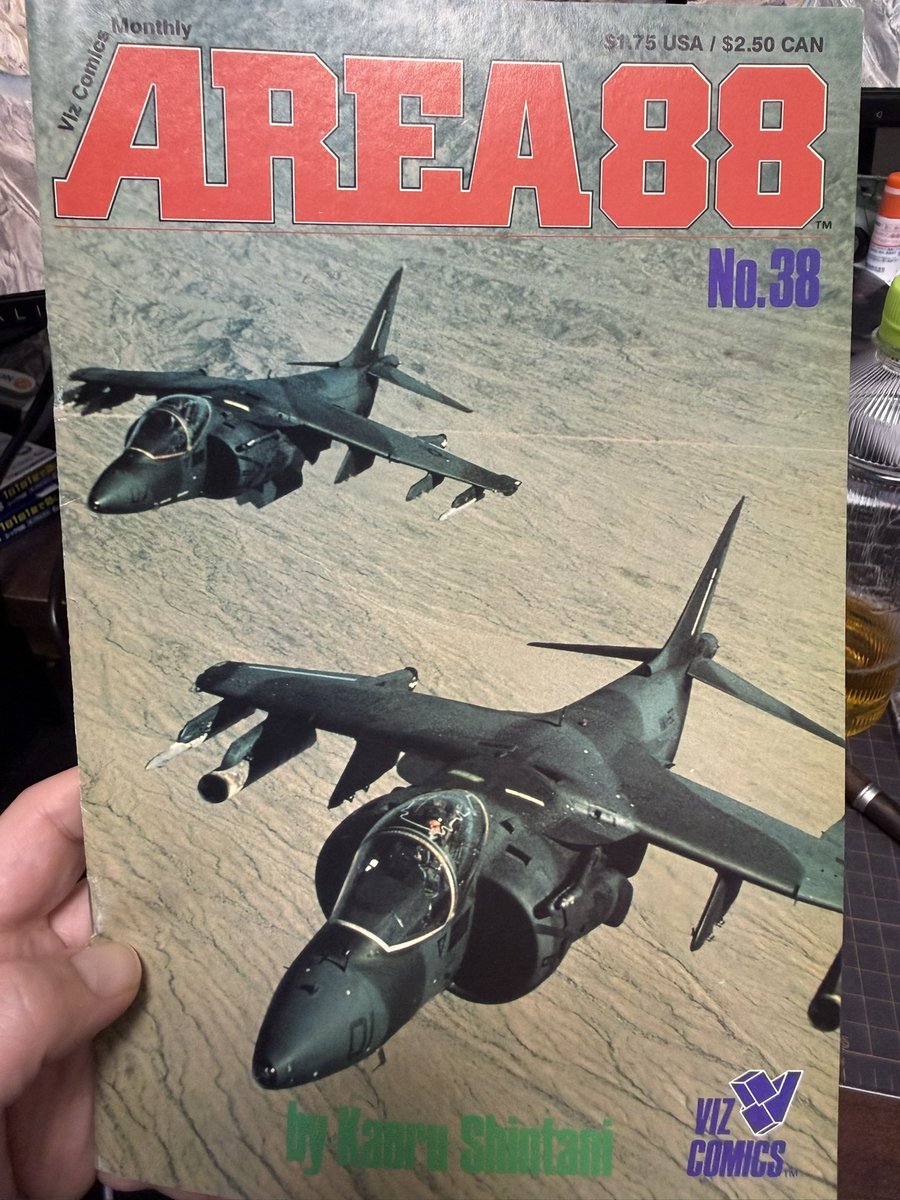 Viz Comics Monthly
$1.75 USA / $2.50 CAN
AREA 88
TM
No.38
01
by Kaoru Shintani
VIZ
COMICS
TM